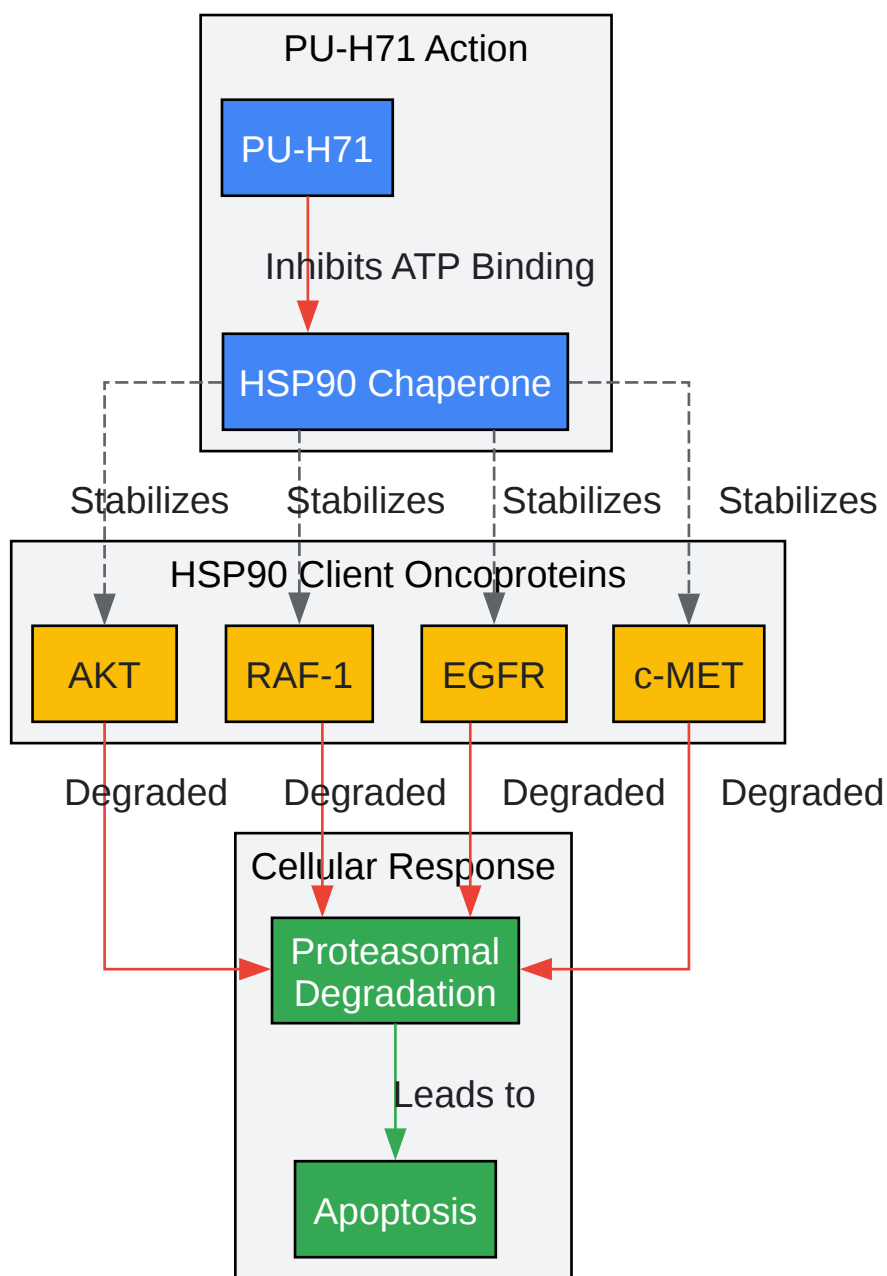 PU-H71 Action
PU-H71
Inhibits ATP Binding
HSP90 Chaperone
Stabilizes
Stabilizes
Stabilizes
Stabilizes
HSP90 Client Oncoproteins
AKT
RAF-1
EGFR
c-MET
Degraded
Degraded
Degraded
Degraded
Cellular Response
Proteasomal
Degradation
Leads to
Apoptosis